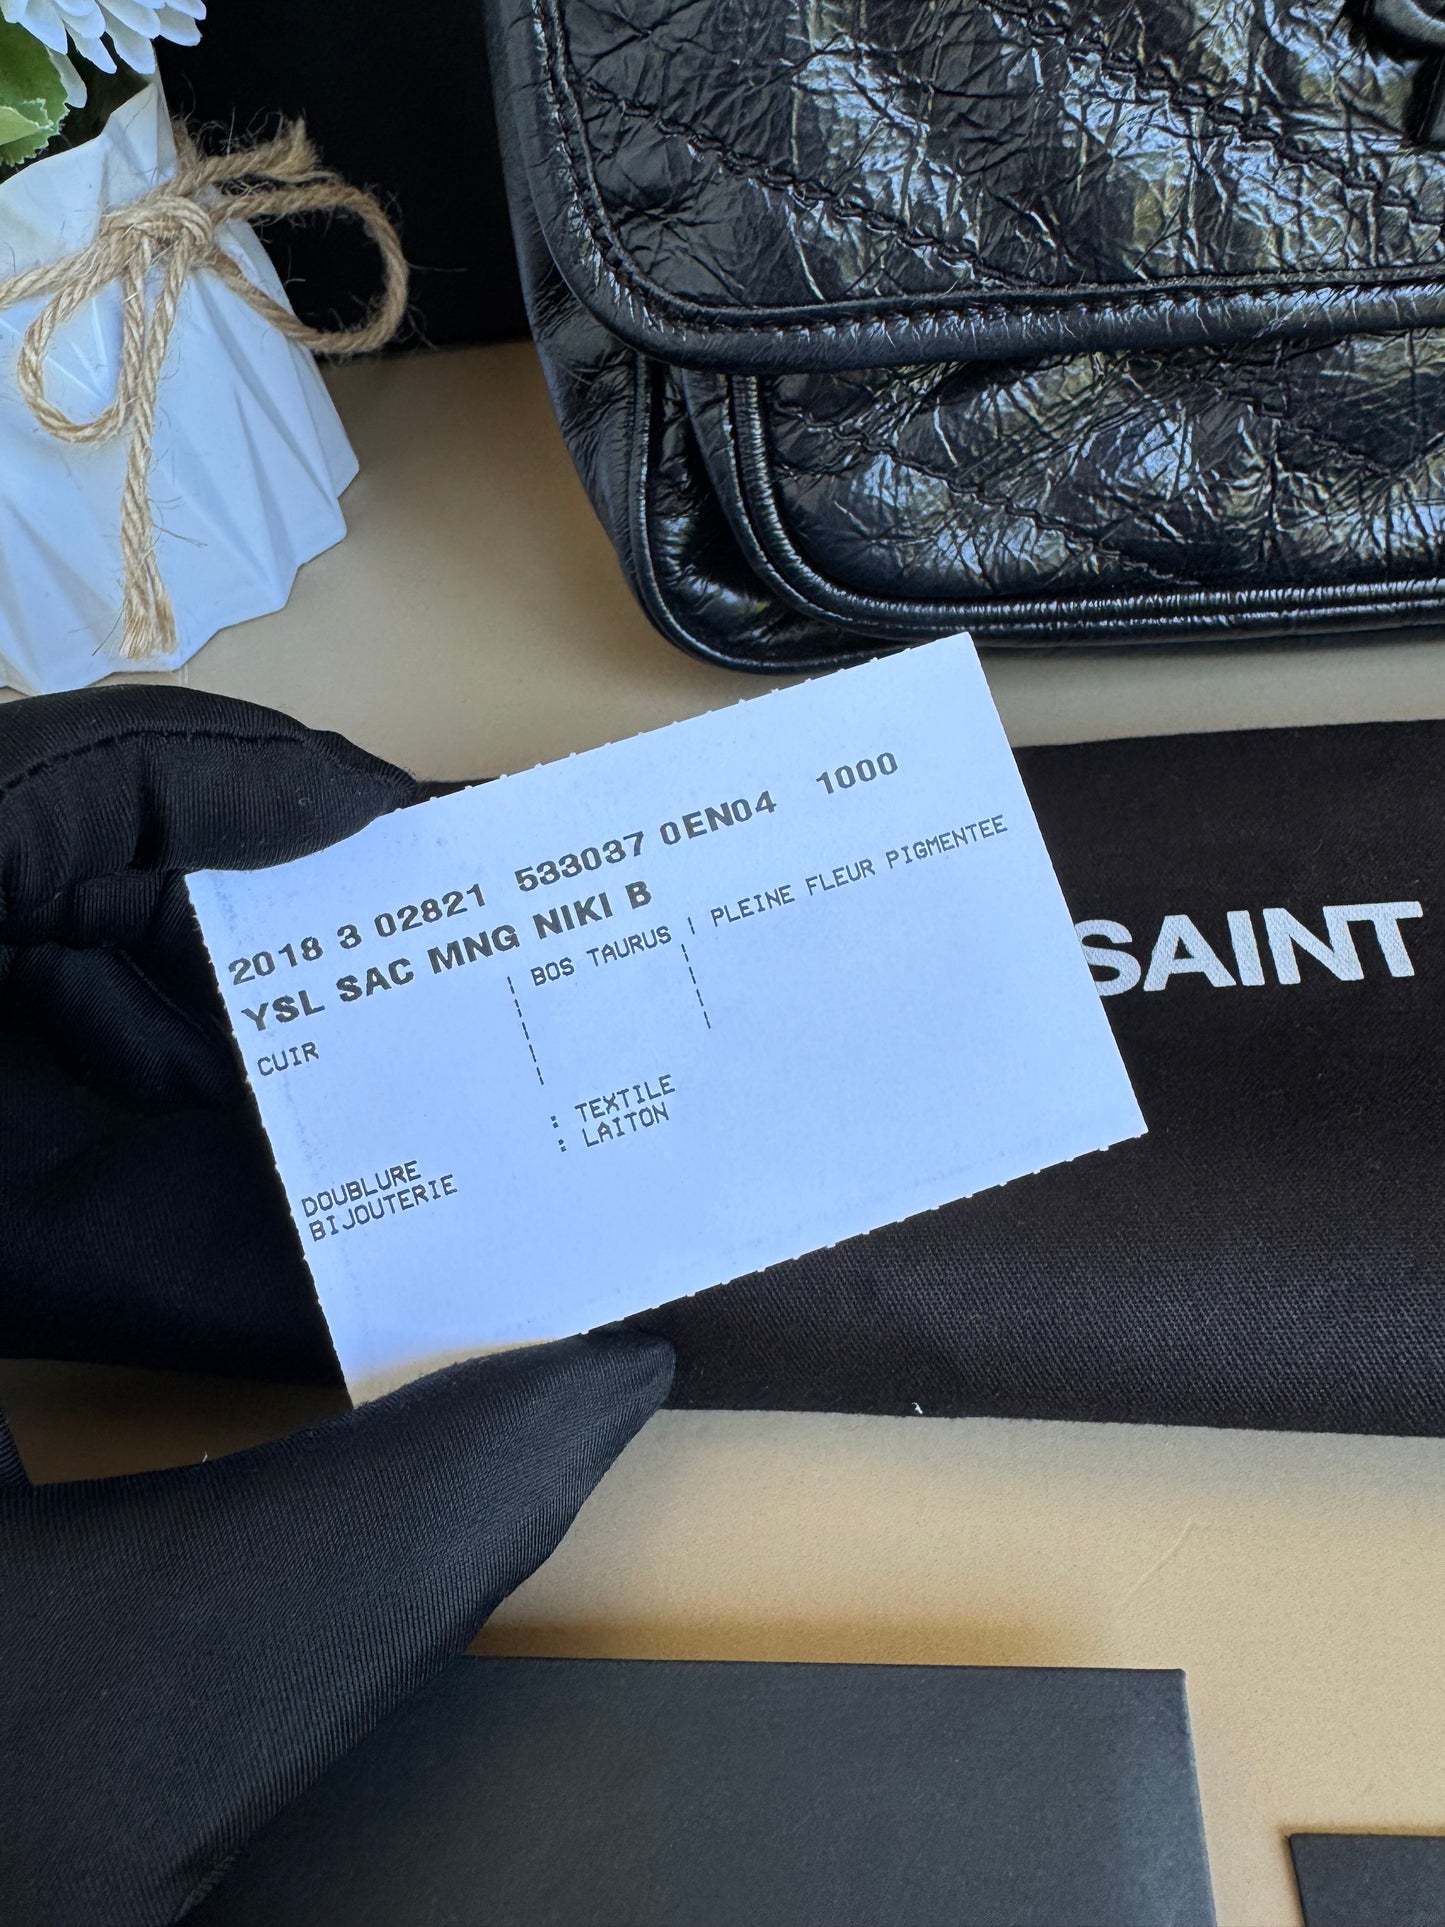 2018 3 02821 533037 0EN04 1000
YSL SAC MNG NIKI B
CUIR | BOS TAURUS | PLEINE FLEUR PIGMENTEE
DOUBLURE : TEXTILE
BIJOUTERIE : LAITON
SAINT